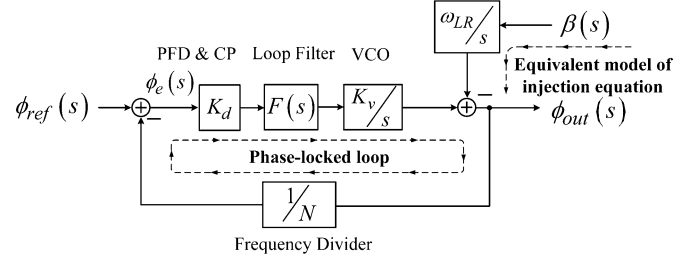 ω_LR/s
β(s)
PFD & CP Loop Filter VCO
Equivalent model of
injection equation
ϕ_ref(s)
+
−
ϕ_e(s)
K_d
F(s)
K_v/s
+
−
ϕ_out(s)
Phase-locked loop
1/N
Frequency Divider